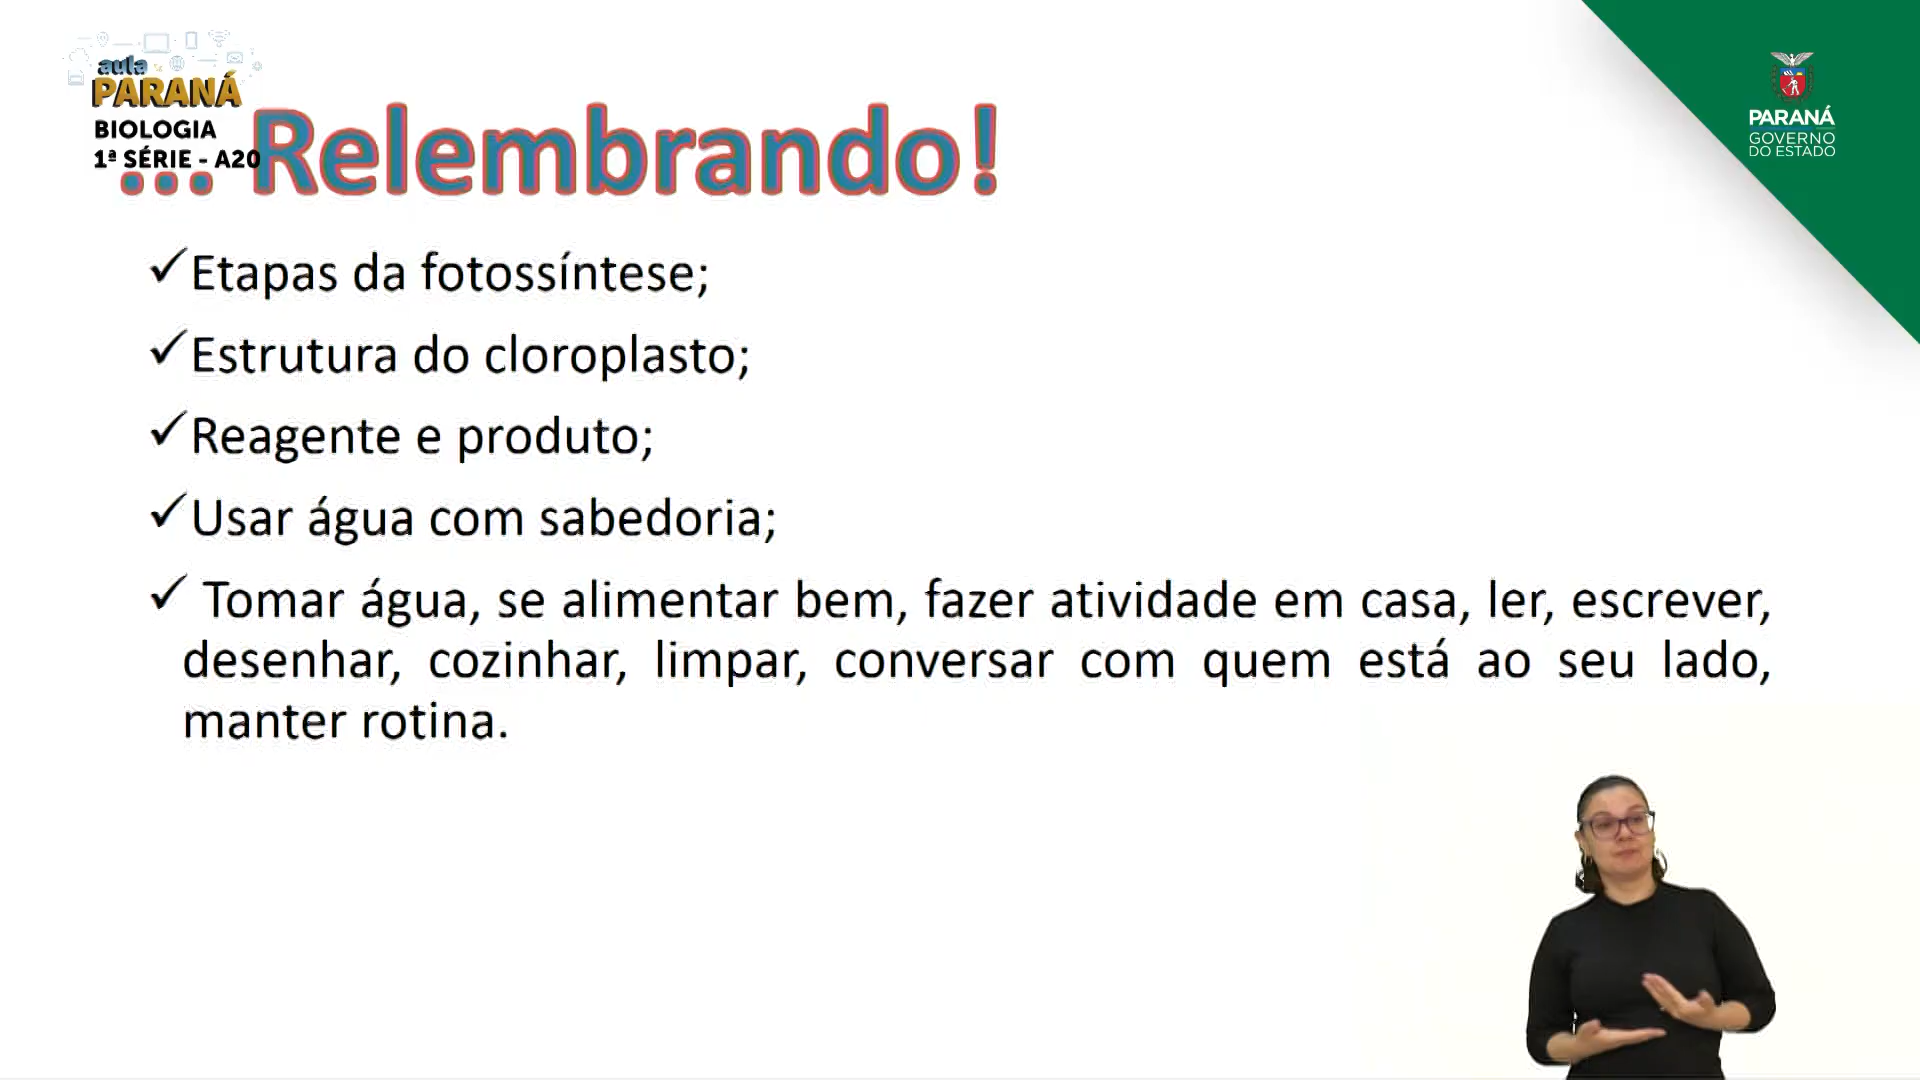 aula
PARANÁ
BIOLOGIA
1ª SÉRIE - A20
... Relembrando!
PARANÁ
GOVERNO
DO ESTADO
✓Etapas da fotossíntese;
✓Estrutura do cloroplasto;
✓Reagente e produto;
✓Usar água com sabedoria;
✓ Tomar água, se alimentar bem, fazer atividade em casa, ler, escrever,
desenhar, cozinhar, limpar, conversar com quem está ao seu lado,
manter rotina.